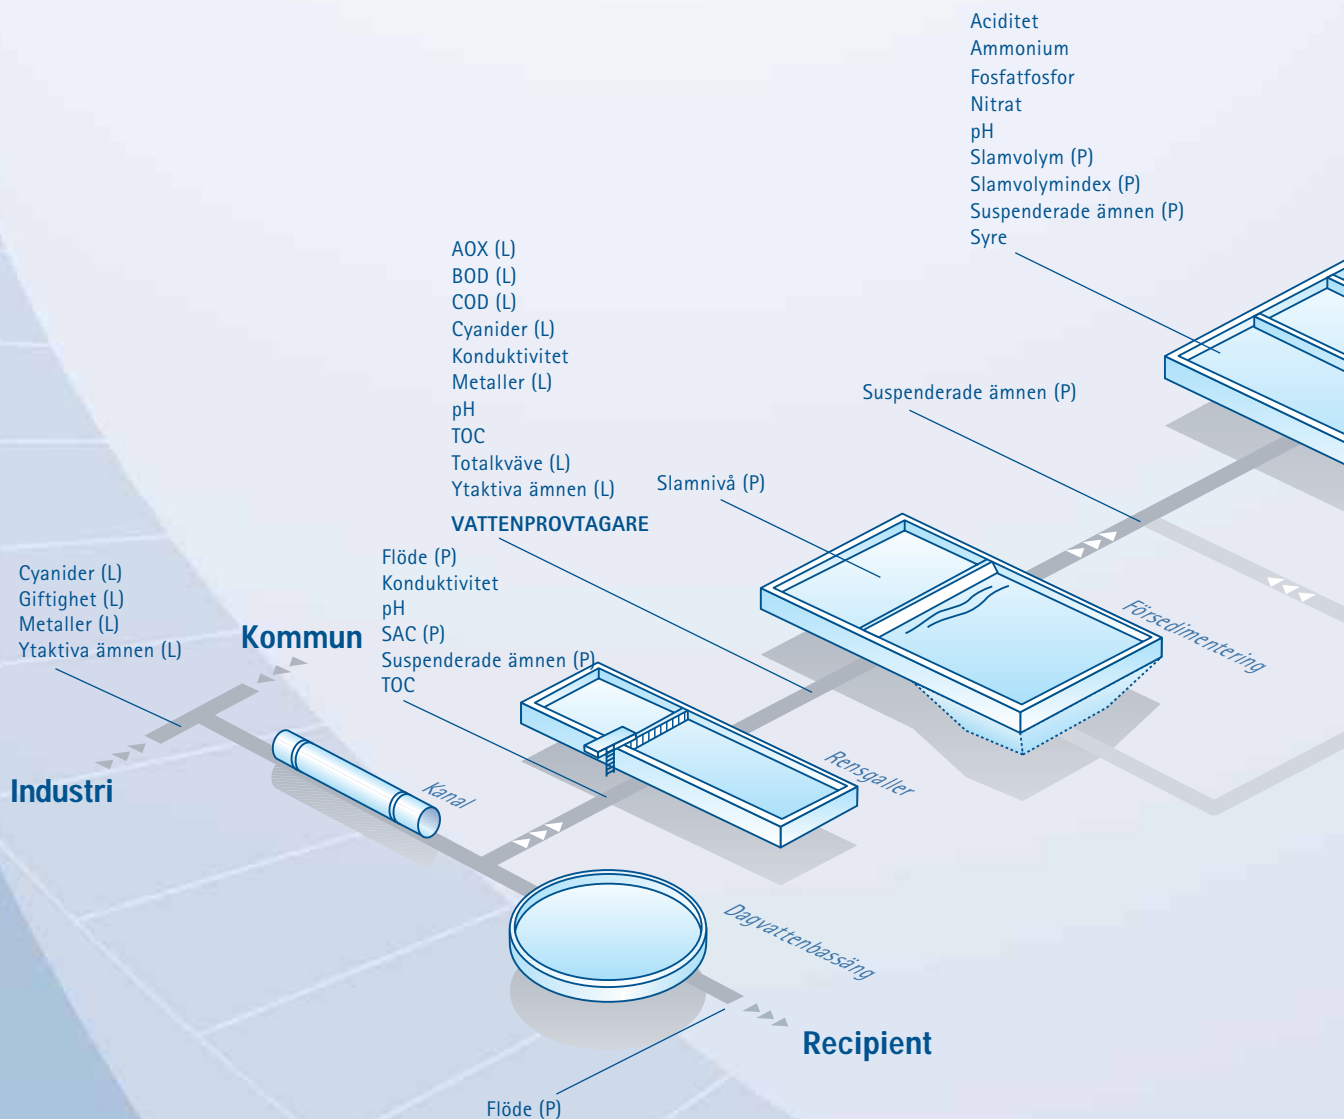 Aciditet
Ammonium
Fosfatfosfor
Nitrat
pH
Slamvolym (P)
Slamvolymindex (P)
Suspenderade ämnen (P)
Syre
AOX (L)
BOD (L)
COD (L)
Cyanider (L)
Konduktivitet
Metaller (L)
pH
TOC
Totalkväve (L)
Ytaktiva ämnen (L)
VATTENPROVTAGARE
Suspenderade ämnen (P)
Slamnivå (P)
Flöde (P)
Konduktivitet
pH
SAC (P)
Suspenderade ämnen (P)
TOC
Cyanider (L)
Giftighet (L)
Metaller (L)
Ytaktiva ämnen (L)
Kommun
Industri
Kanal
Försedimentering
Rensgaller
Dagvattenbassäng
Recipient
Flöde (P)